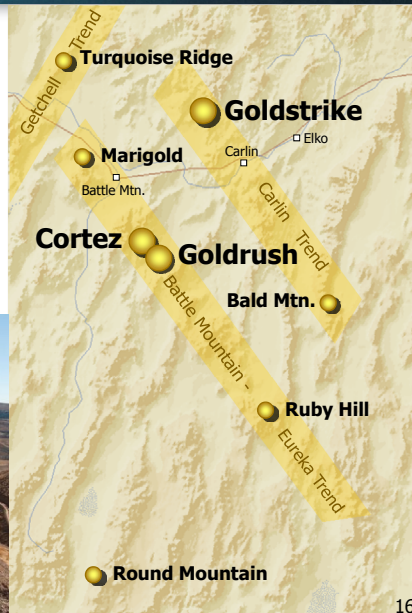 Getchell Trend
Turquoise Ridge
Goldstrike
Elko
Carlin
Marigold
Battle Mtn.
Carlin Trend
Cortez
Goldrush
Bald Mtn.
Battle Mountain -
Eureka Trend
Ruby Hill
Round Mountain
16